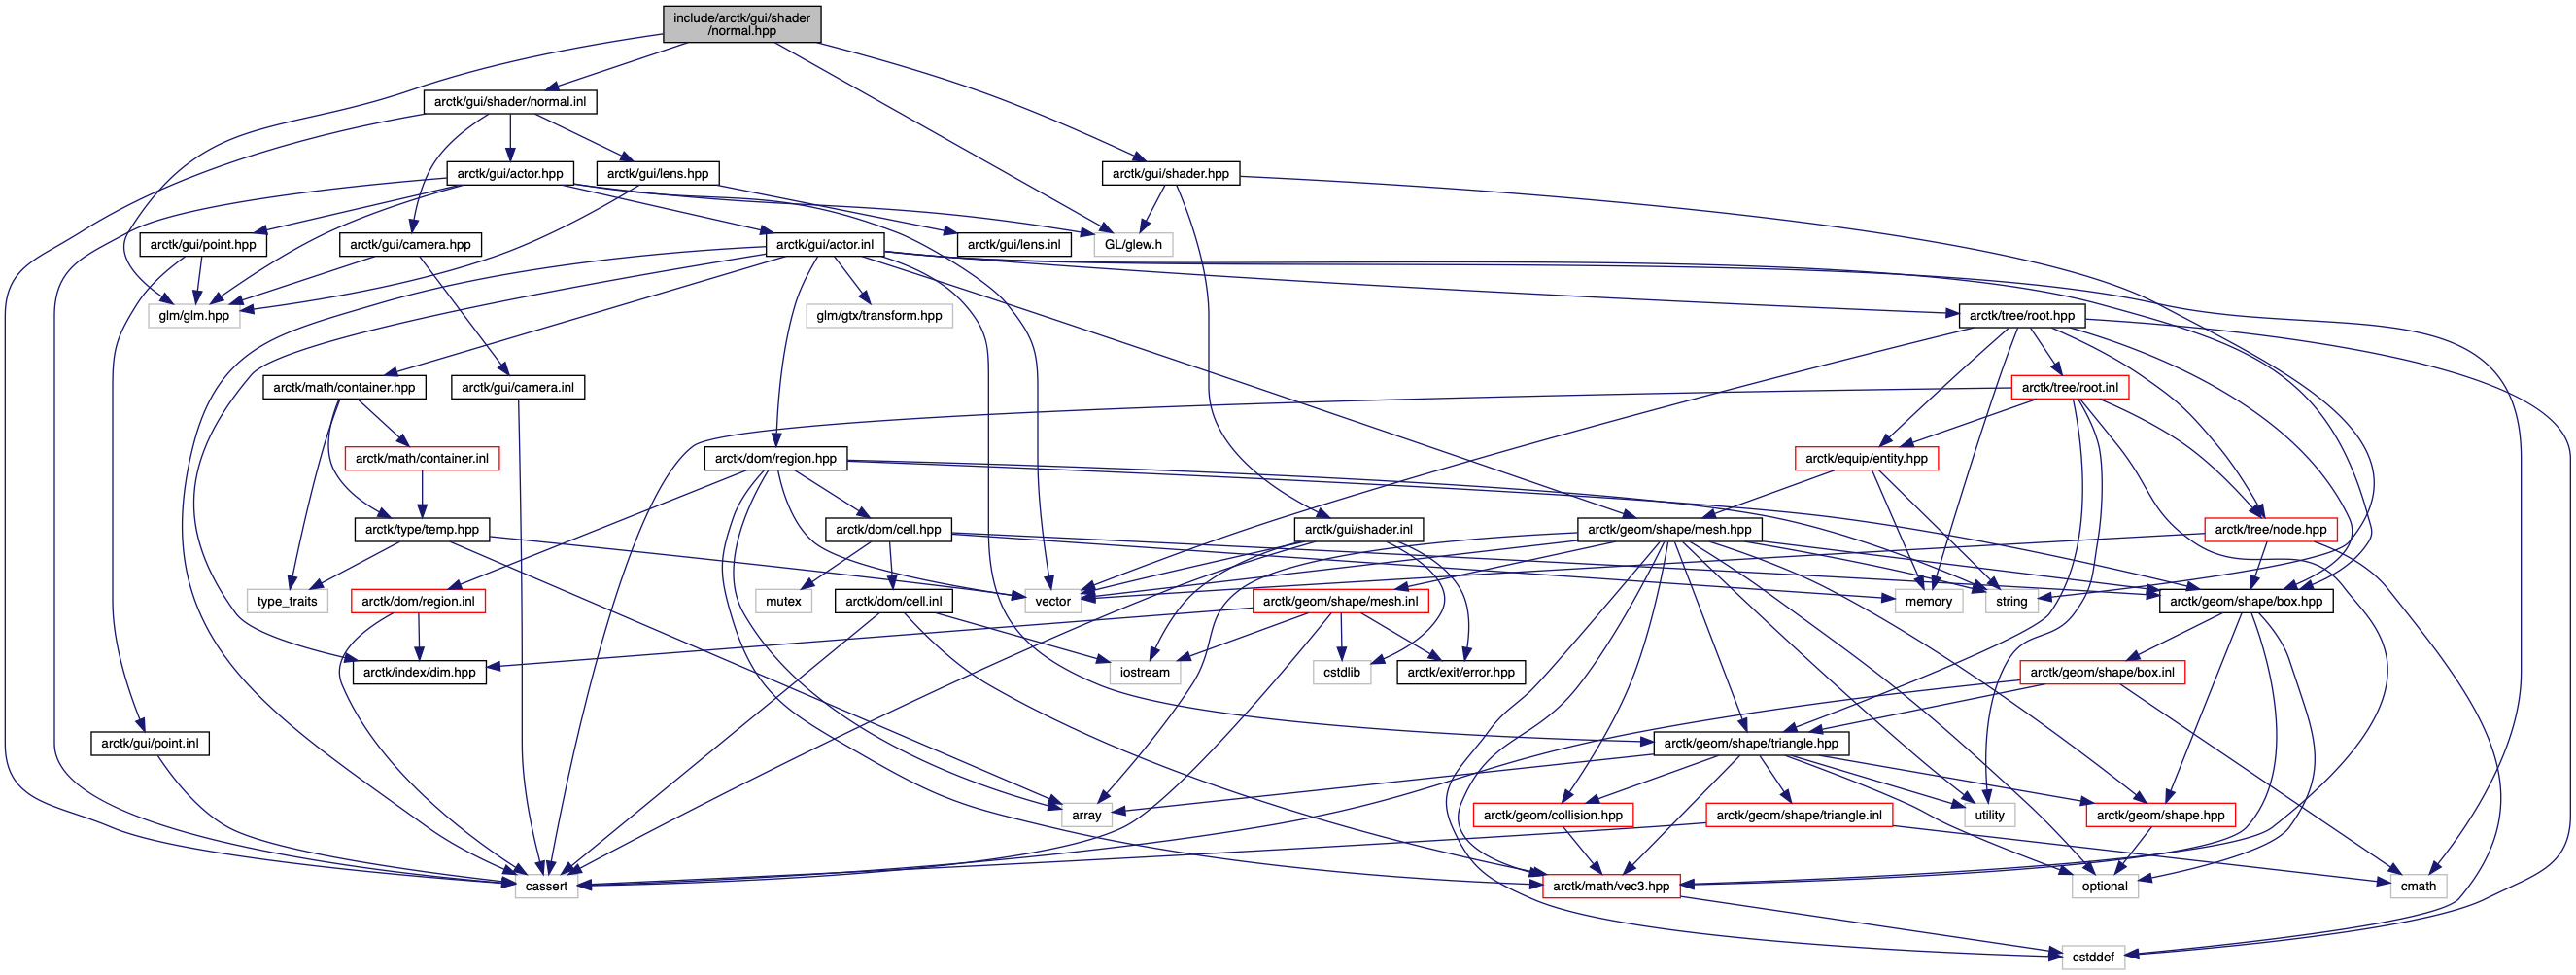 include/arctk/gui/shader
/normal.hpp
arctk/gui/shader/normal.inl
arctk/gui/actor.hpp
arctk/gui/lens.hpp
arctk/gui/shader.hpp
arctk/gui/point.hpp
arctk/gui/camera.hpp
arctk/gui/actor.inl
arctk/gui/lens.inl
GL/glew.h
glm/glm.hpp
glm/gtx/transform.hpp
arctk/tree/root.hpp
arctk/math/container.hpp
arctk/gui/camera.inl
arctk/tree/root.inl
arctk/math/container.inl
arctk/dom/region.hpp
arctk/equip/entity.hpp
arctk/type/temp.hpp
arctk/dom/cell.hpp
arctk/gui/shader.inl
arctk/geom/shape/mesh.hpp
arctk/tree/node.hpp
type_traits
arctk/dom/region.inl
mutex
arctk/dom/cell.inl
vector
arctk/geom/shape/mesh.inl
memory
string
arctk/geom/shape/box.hpp
arctk/index/dim.hpp
iostream
cstdlib
arctk/exit/error.hpp
arctk/geom/shape/box.inl
arctk/gui/point.inl
arctk/geom/shape/triangle.hpp
array
arctk/geom/collision.hpp
arctk/geom/shape/triangle.inl
utility
arctk/geom/shape.hpp
cassert
arctk/math/vec3.hpp
optional
cmath
cstddef